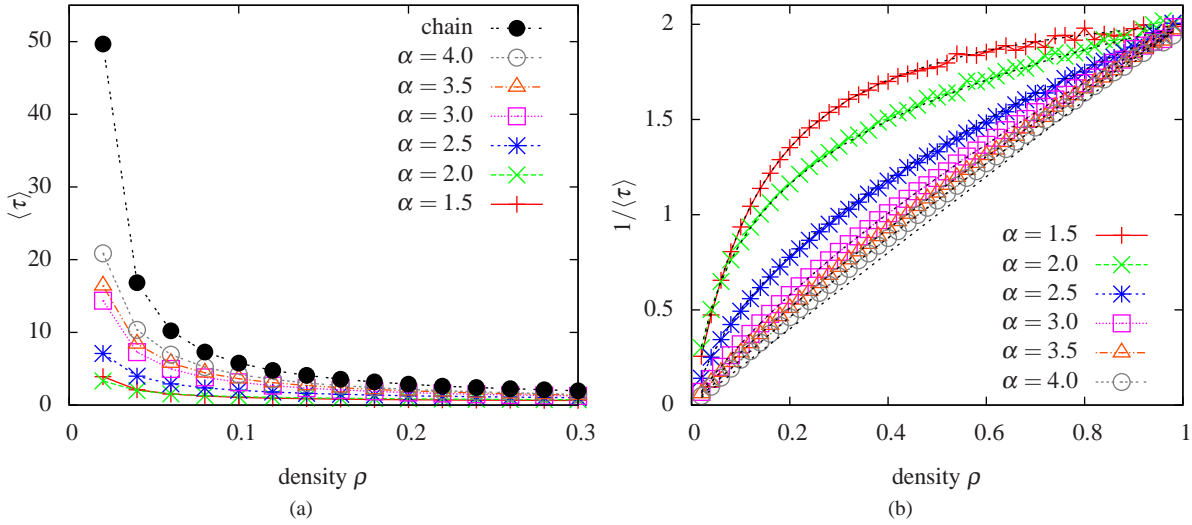 50
40
30
20
10
0
⟨τ⟩
chain
α = 4.0
α = 3.5
α = 3.0
α = 2.5
α = 2.0
α = 1.5
0 0.1 0.2 0.3
density ρ
(a)
2
1.5
1
0.5
0
1/⟨τ⟩
α = 1.5
α = 2.0
α = 2.5
α = 3.0
α = 3.5
α = 4.0
0 0.2 0.4 0.6 0.8 1
density ρ
(b)